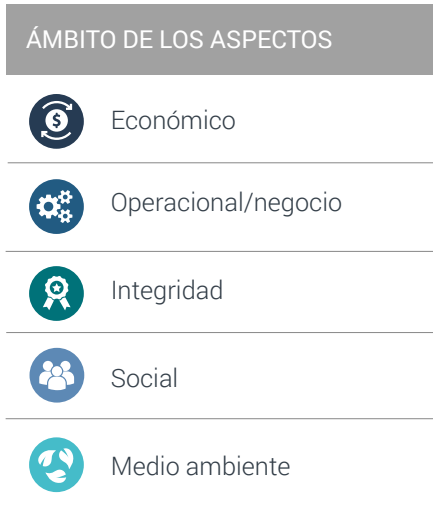 ÁMBITO DE LOS ASPECTOS
$
Económico
Operacional/negocio
Integridad
Social
Medio ambiente